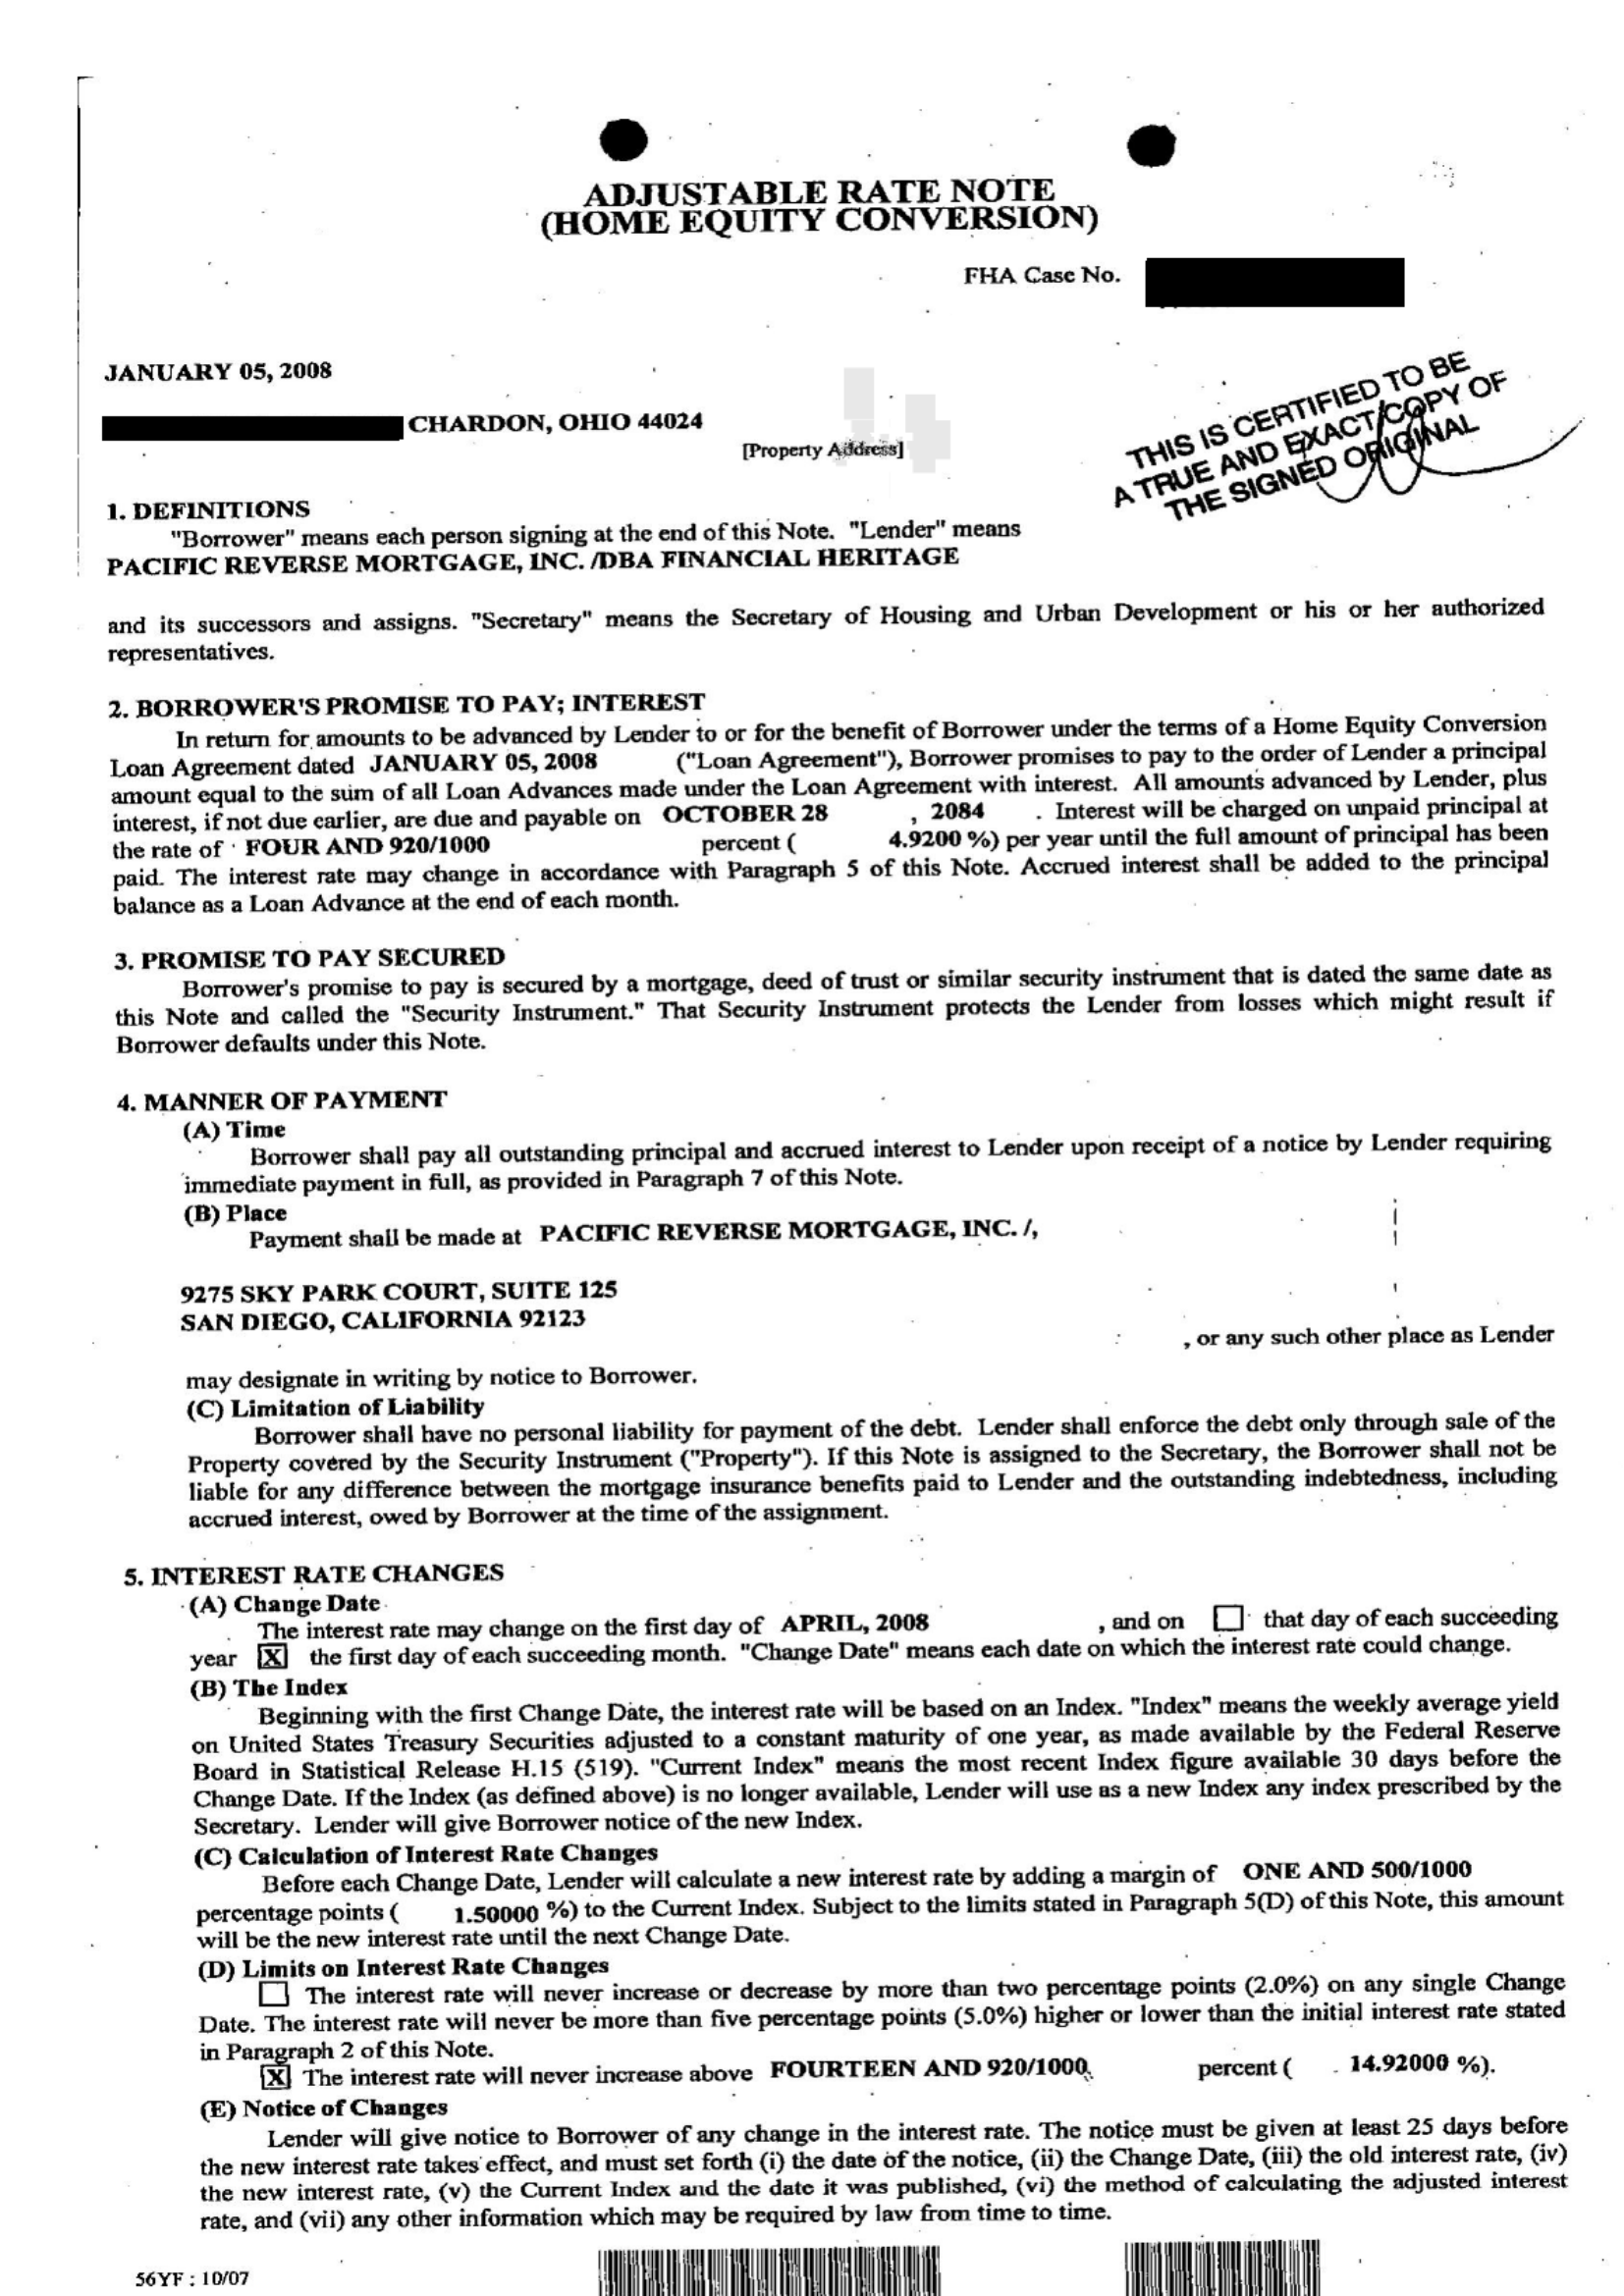 ADJUSTABLE RATE NOTE
(HOME EQUITY CONVERSION)
FHA Case No.
JANUARY 05, 2008
CHARDON, OHIO 44024
[Property Address]
THIS IS CERTIFIED TO BE
A TRUE AND EXACT COPY OF
THE SIGNED ORIGINAL
1. DEFINITIONS
"Borrower" means each person signing at the end of this Note. "Lender" means
PACIFIC REVERSE MORTGAGE, INC. /DBA FINANCIAL HERITAGE
and its successors and assigns. "Secretary" means the Secretary of Housing and Urban Development or his or her authorized
representatives.
2. BORROWER'S PROMISE TO PAY; INTEREST
In return for amounts to be advanced by Lender to or for the benefit of Borrower under the terms of a Home Equity Conversion
Loan Agreement dated JANUARY 05, 2008 ("Loan Agreement"), Borrower promises to pay to the order of Lender a principal
amount equal to the sum of all Loan Advances made under the Loan Agreement with interest. All amounts advanced by Lender, plus
interest, if not due earlier, are due and payable on OCTOBER 28 , 2084 . Interest will be charged on unpaid principal at
the rate of FOUR AND 920/1000 percent ( 4.9200 %) per year until the full amount of principal has been
paid. The interest rate may change in accordance with Paragraph 5 of this Note. Accrued interest shall be added to the principal
balance as a Loan Advance at the end of each month.
3. PROMISE TO PAY SECURED
Borrower's promise to pay is secured by a mortgage, deed of trust or similar security instrument that is dated the same date as
this Note and called the "Security Instrument." That Security Instrument protects the Lender from losses which might result if
Borrower defaults under this Note.
4. MANNER OF PAYMENT
(A) Time
Borrower shall pay all outstanding principal and accrued interest to Lender upon receipt of a notice by Lender requiring
immediate payment in full, as provided in Paragraph 7 of this Note.
(B) Place
Payment shall be made at PACIFIC REVERSE MORTGAGE, INC. /,
9275 SKY PARK COURT, SUITE 125
SAN DIEGO, CALIFORNIA 92123
, or any such other place as Lender
may designate in writing by notice to Borrower.
(C) Limitation of Liability
Borrower shall have no personal liability for payment of the debt. Lender shall enforce the debt only through sale of the
Property covered by the Security Instrument ("Property"). If this Note is assigned to the Secretary, the Borrower shall not be
liable for any difference between the mortgage insurance benefits paid to Lender and the outstanding indebtedness, including
accrued interest, owed by Borrower at the time of the assignment.
5. INTEREST RATE CHANGES
(A) Change Date
The interest rate may change on the first day of APRIL, 2008 , and on ☐ that day of each succeeding
year [X] the first day of each succeeding month. "Change Date" means each date on which the interest rate could change.
(B) The Index
Beginning with the first Change Date, the interest rate will be based on an Index. "Index" means the weekly average yield
on United States Treasury Securities adjusted to a constant maturity of one year, as made available by the Federal Reserve
Board in Statistical Release H.15 (519). "Current Index" means the most recent Index figure available 30 days before the
Change Date. If the Index (as defined above) is no longer available, Lender will use as a new Index any index prescribed by the
Secretary. Lender will give Borrower notice of the new Index.
(C) Calculation of Interest Rate Changes
Before each Change Date, Lender will calculate a new interest rate by adding a margin of ONE AND 500/1000
percentage points ( 1.50000 %) to the Current Index. Subject to the limits stated in Paragraph 5(D) of this Note, this amount
will be the new interest rate until the next Change Date.
(D) Limits on Interest Rate Changes
☐ The interest rate will never increase or decrease by more than two percentage points (2.0%) on any single Change
Date. The interest rate will never be more than five percentage points (5.0%) higher or lower than the initial interest rate stated
in Paragraph 2 of this Note.
[X] The interest rate will never increase above FOURTEEN AND 920/1000 percent ( 14.92000 %).
(E) Notice of Changes
Lender will give notice to Borrower of any change in the interest rate. The notice must be given at least 25 days before
the new interest rate takes effect, and must set forth (i) the date of the notice, (ii) the Change Date, (iii) the old interest rate, (iv)
the new interest rate, (v) the Current Index and the date it was published, (vi) the method of calculating the adjusted interest
rate, and (vii) any other information which may be required by law from time to time.
56YF : 10/07